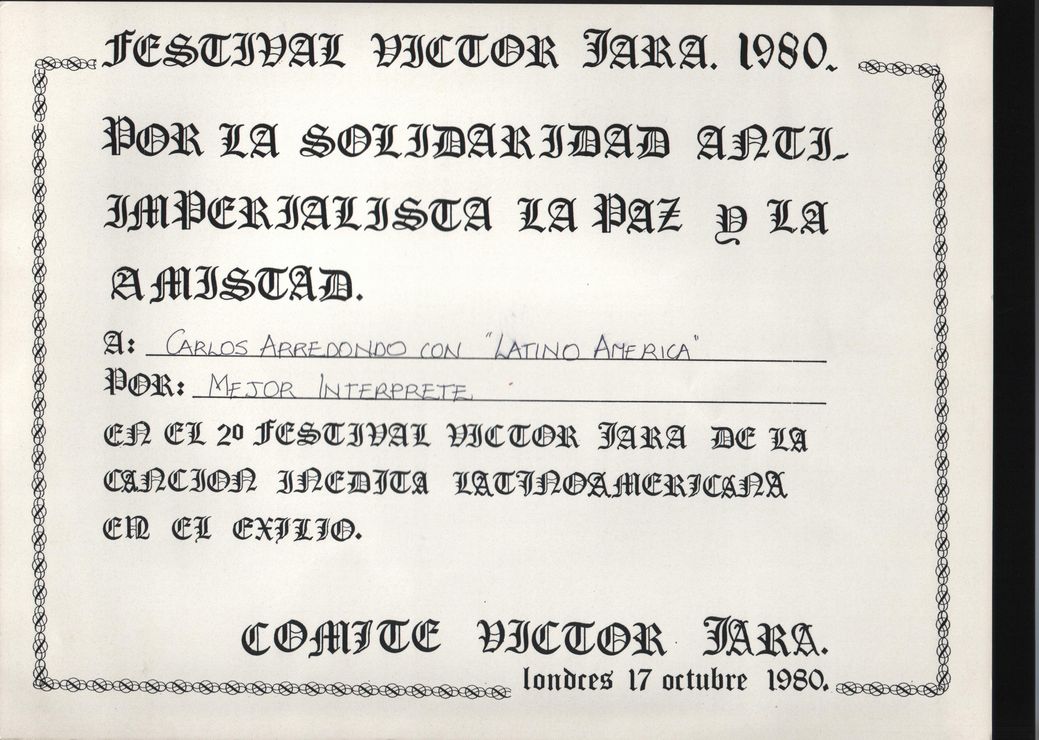 FESTIVAL VICTOR JARA. 1980.
POR LA SOLIDARIDAD ANTI-
IMPERIALISTA LA PAZ y LA
AMISTAD.
A: CARLOS ARREDONDO CON "LATINO AMERICA"
POR: MEJOR INTERPRETE
EN EL 2º FESTIVAL VICTOR JARA DE LA
CANCION INEDITA LATINOAMERICANA
EN EL EXILIO.
COMITE VICTOR JARA.
londres 17 octubre 1980.